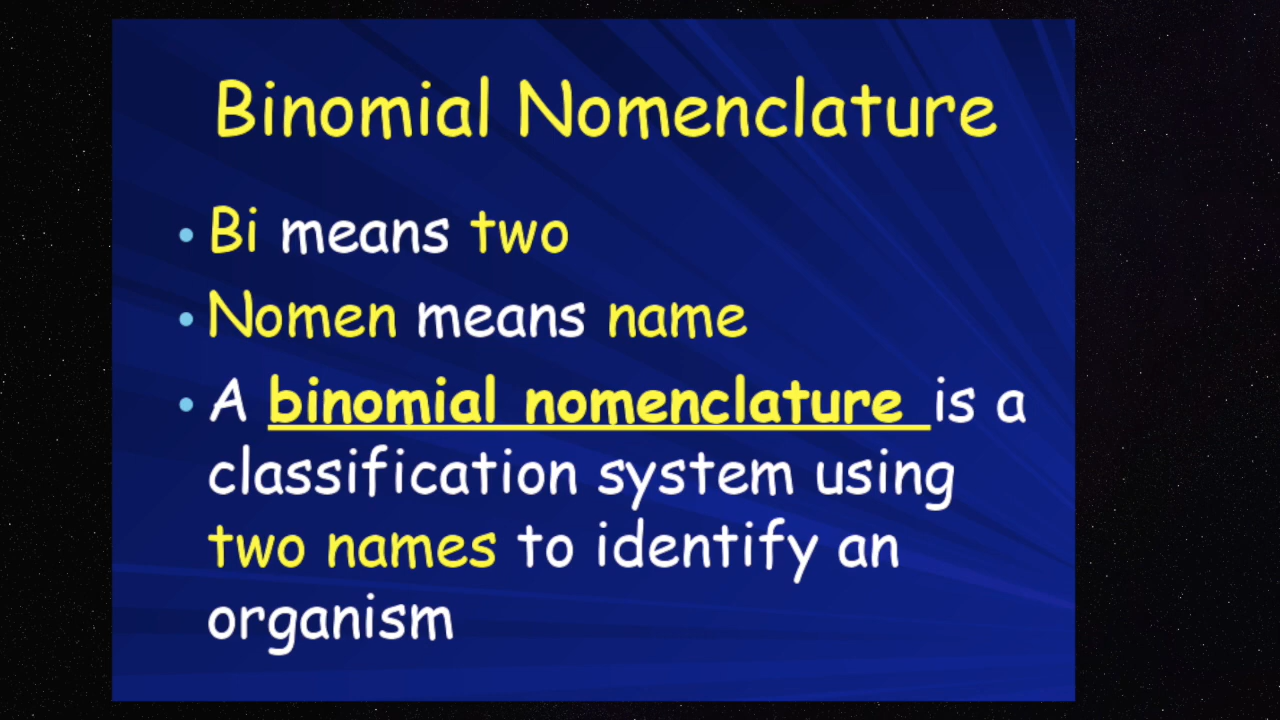 Binomial Nomenclature
• Bi means two
• Nomen means name
• A binomial nomenclature is a
classification system using
two names to identify an
organism